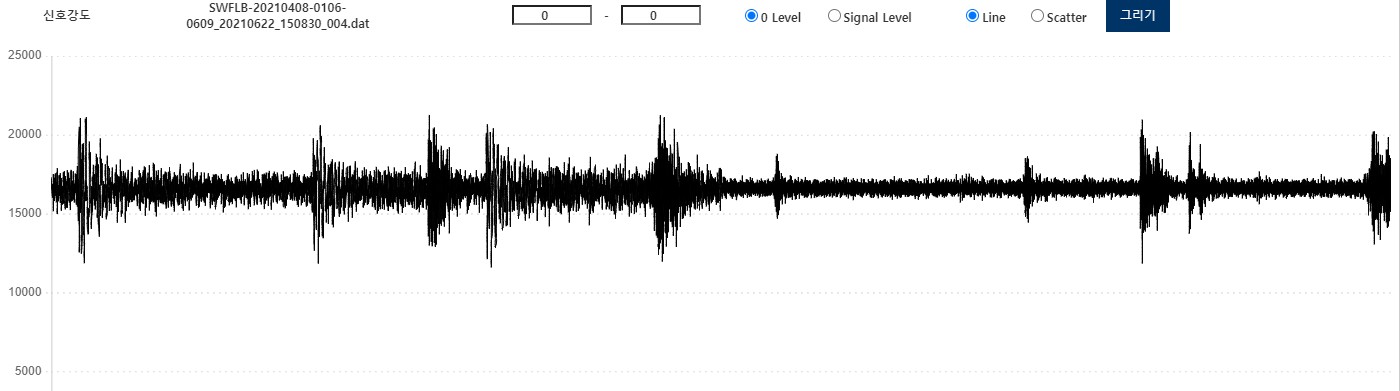 신호강도
SWFLB-20210408-0106-
0609_20210622_150830_004.dat
0 - 0
0 Level Signal Level
Line Scatter
그리기
25000
20000
15000
10000
5000